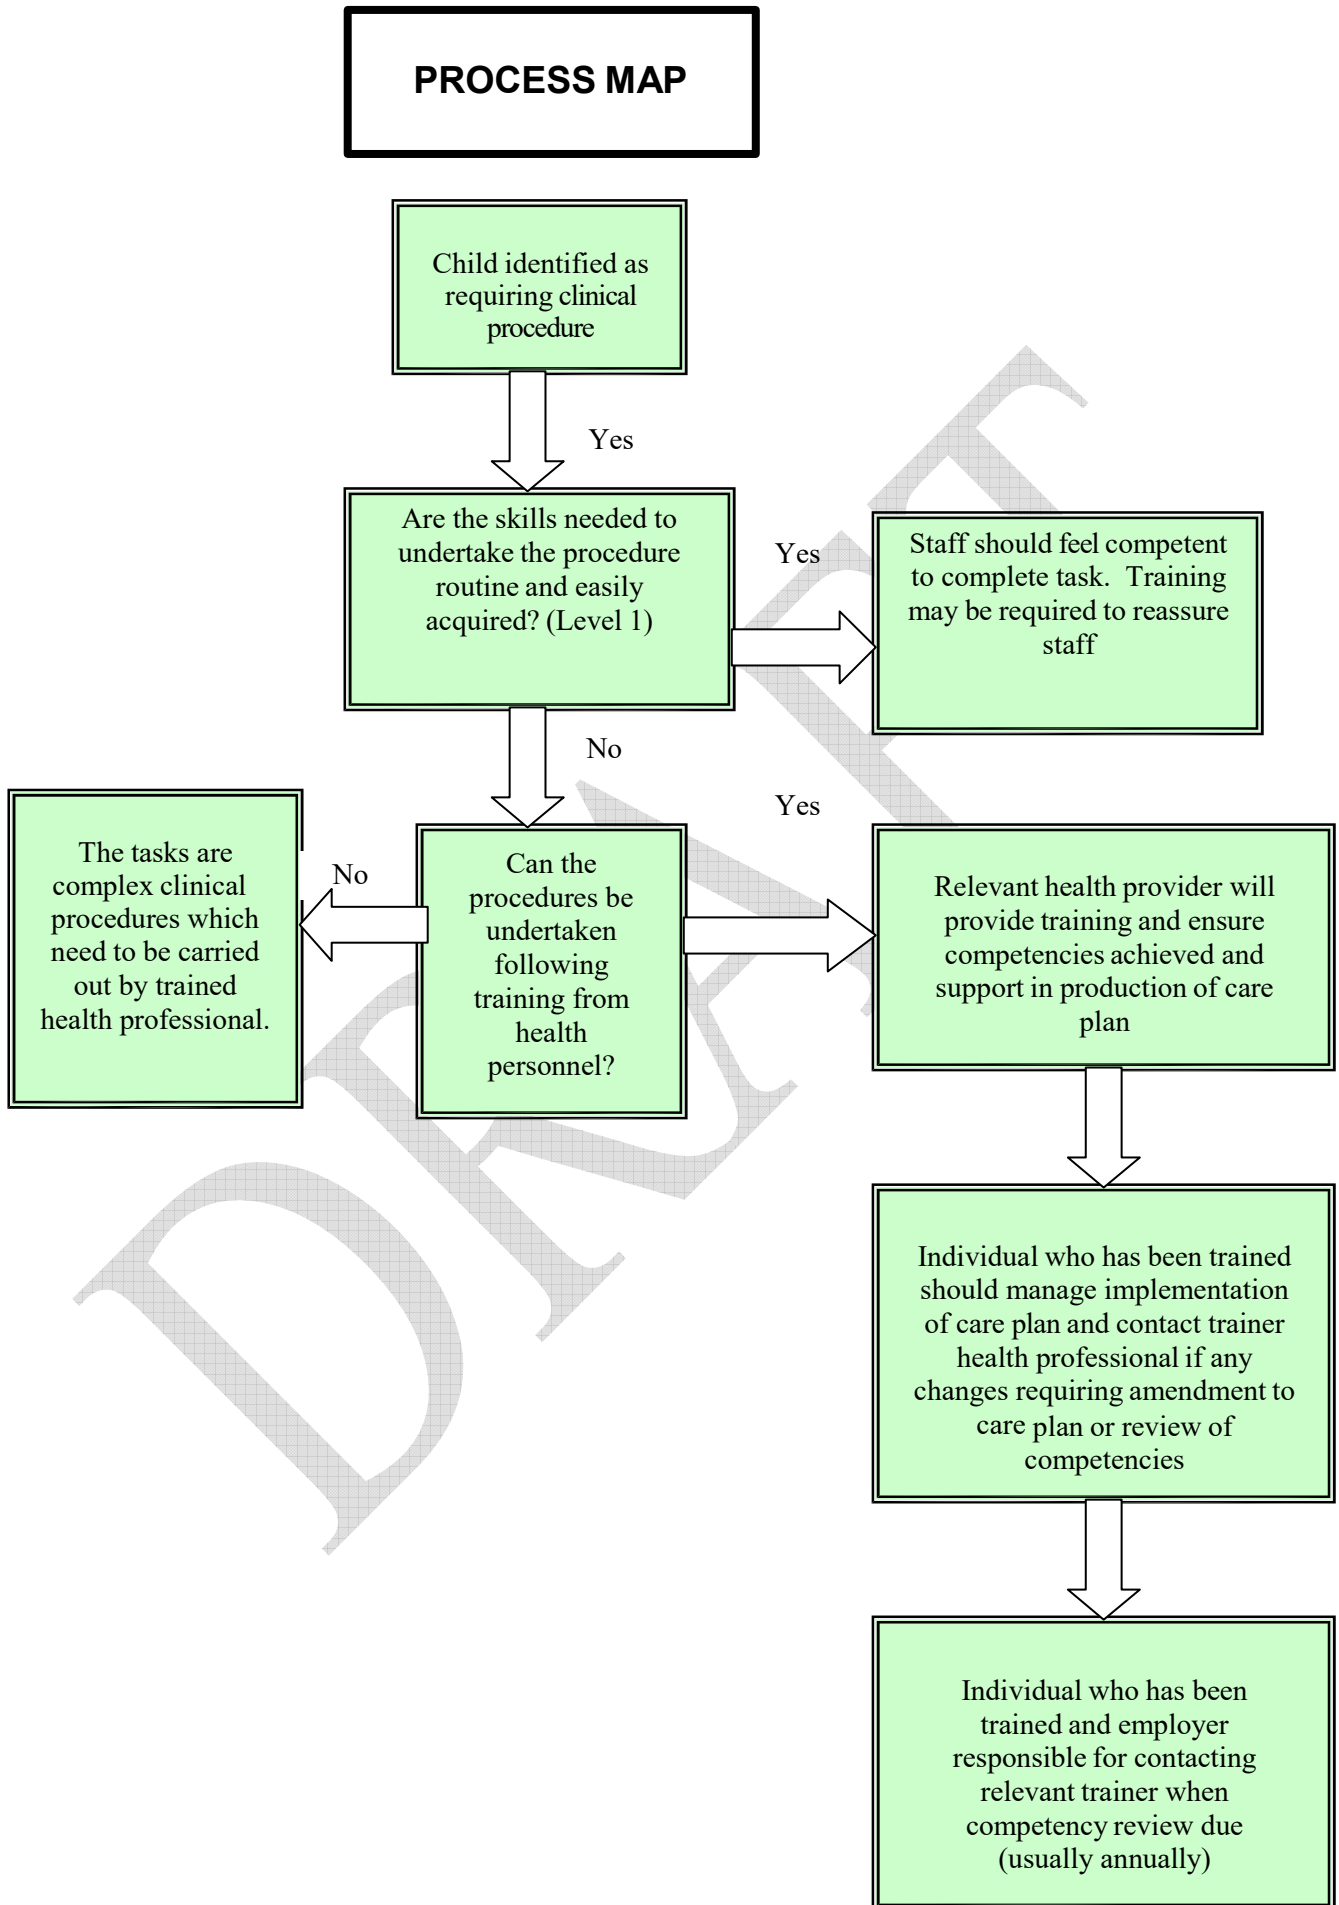 PROCESS MAP
Child identified as
requiring clinical
procedure
Yes
Are the skills needed to
undertake the procedure
routine and easily
acquired? (Level 1)
Yes
Staff should feel competent
to complete task.  Training
may be required to reassure
staff
No
The tasks are
complex clinical
procedures which
need to be carried
out by trained
health professional.
No
Can the
procedures be
undertaken
following
training from
health
personnel?
Yes
Relevant health provider will
provide training and ensure
competencies achieved and
support in production of care
plan
Individual who has been trained
should manage implementation
of care plan and contact trainer
health professional if any
changes requiring amendment to
care plan or review of
competencies
Individual who has been
trained and employer
responsible for contacting
relevant trainer when
competency review due
(usually annually)
DRAFT